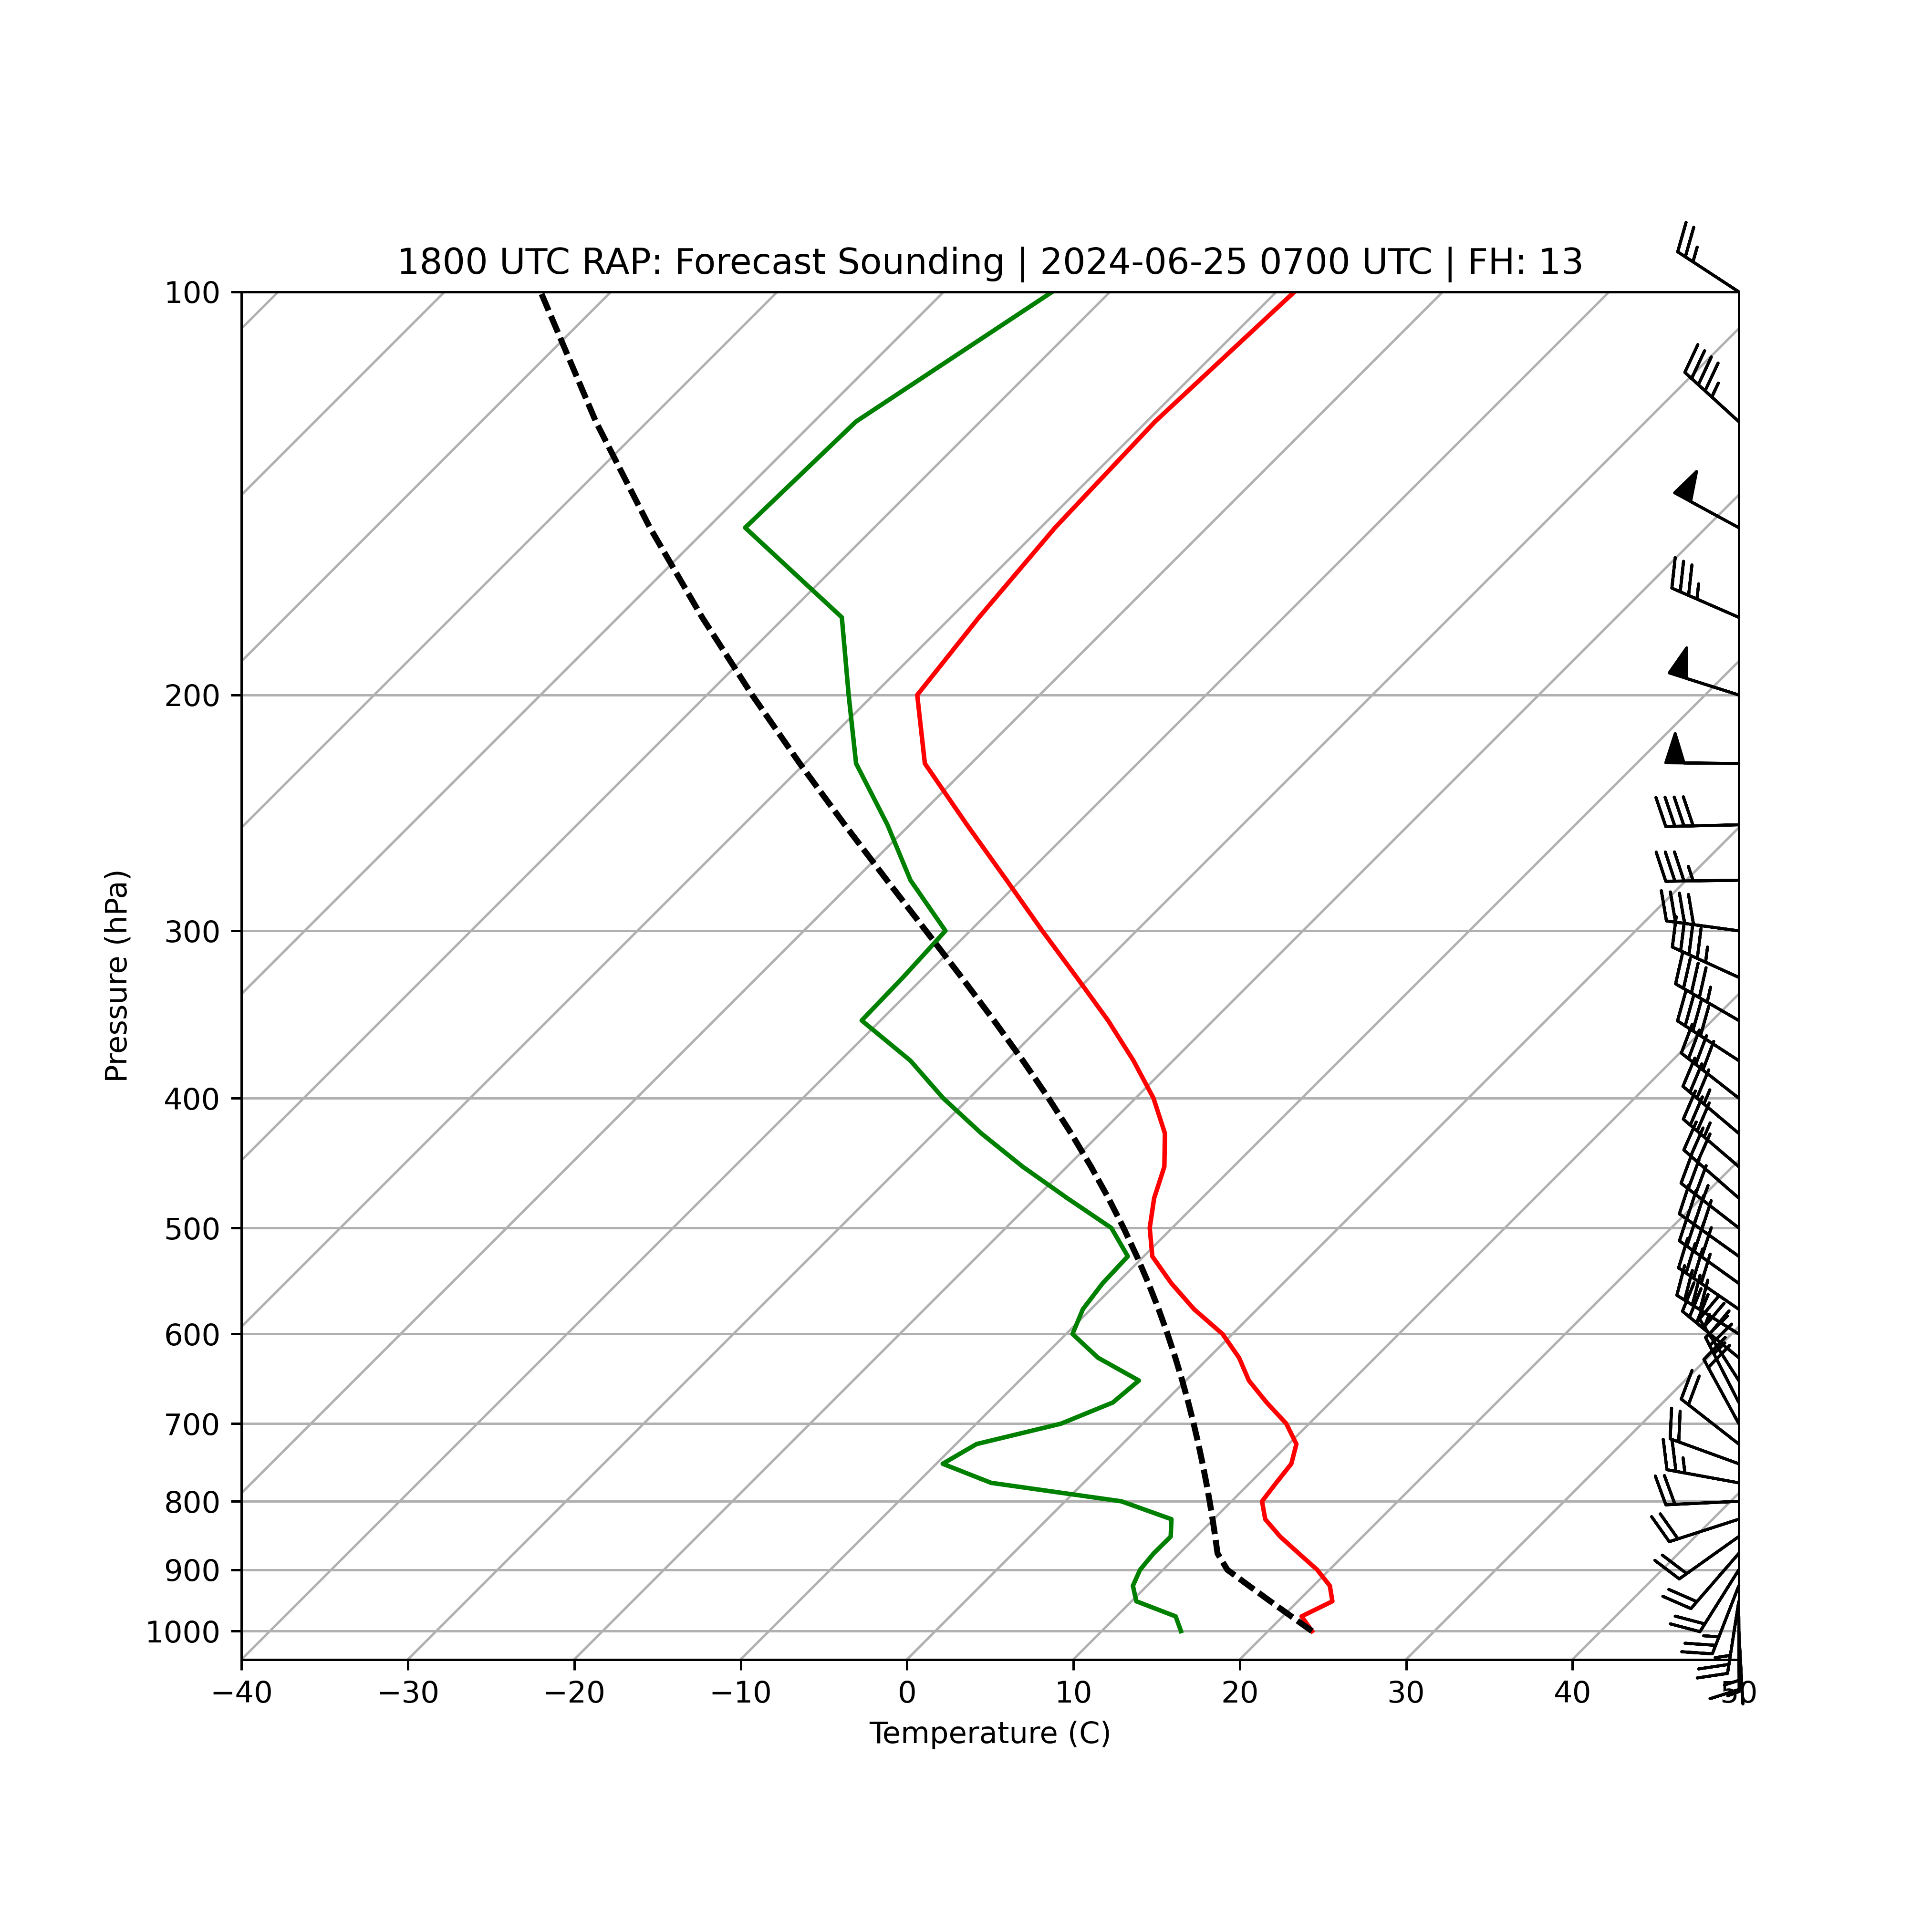 1800 UTC RAP: Forecast Sounding | 2024-06-25 0700 UTC | FH: 13
100
200
300
400
500
600
700
800
900
1000
Pressure (hPa)
−40 −30 −20 −10 0 10 20 30 40 50
Temperature (C)